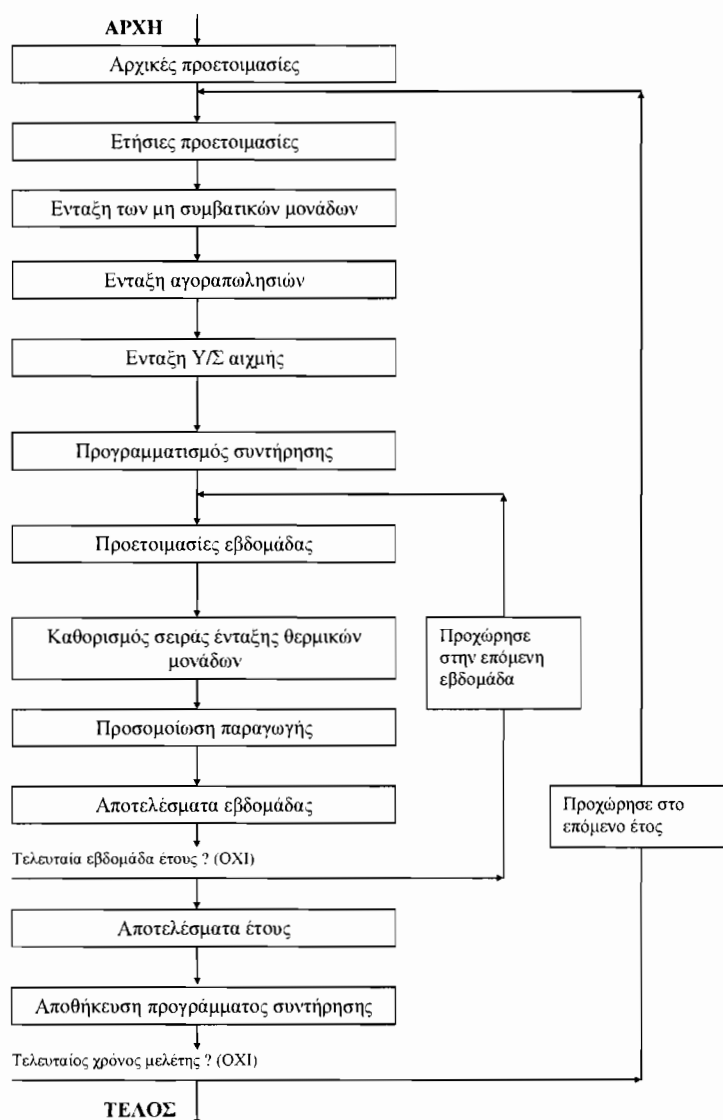 ΑΡΧΗ
Αρχικές προετοιμασίες
Ετήσιες προετοιμασίες
Ενταξη των μη συμβατικών μονάδων
Ενταξη αγοραπωλησιών
Ενταξη Υ/Σ αιχμής
Προγραμματισμός συντήρησης
Προετοιμασίες εβδομάδας
Καθορισμός σειράς ένταξης θερμικών
μονάδων
Προχώρησε
στην επόμενη
εβδομάδα
Προσομοίωση παραγωγής
Αποτελέσματα εβδομάδας
Προχώρησε στο
επόμενο έτος
Τελευταία εβδομάδα έτους ? (ΟΧΙ)
Αποτελέσματα έτους
Αποθήκευση προγράμματος συντήρησης
Τελευταίος χρόνος μελέτης ? (ΟΧΙ)
ΤΕΛΟΣ